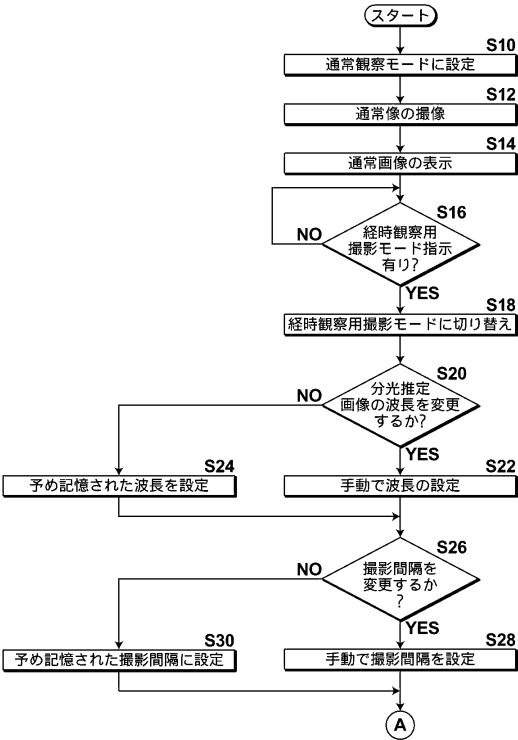 スタート
S10
通常観察モードに設定
S12
通常像の撮像
S14
通常画像の表示
S16
経時観察用
撮影モード指示
有り?
NO
YES
S18
経時観察用撮影モードに切り替え
S20
分光推定
画像の波長を変更
するか?
NO
YES
S24
予め記憶された波長を設定
S22
手動で波長の設定
S26
撮影間隔を
変更するか
?
NO
YES
S30
予め記憶された撮影間隔に設定
S28
手動で撮影間隔を設定
A